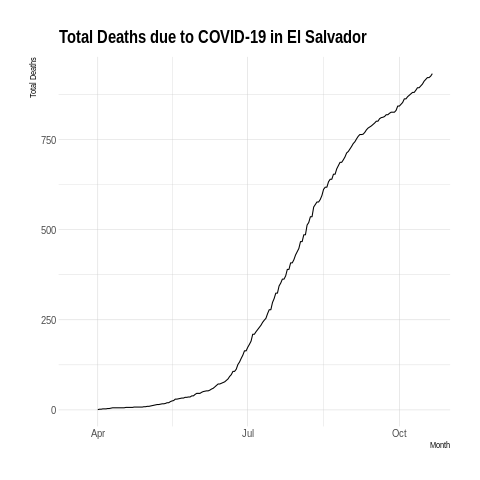 Total Deaths due to COVID-19 in El Salvador
Total Deaths
750
500
250
0
Apr Jul Oct
Month